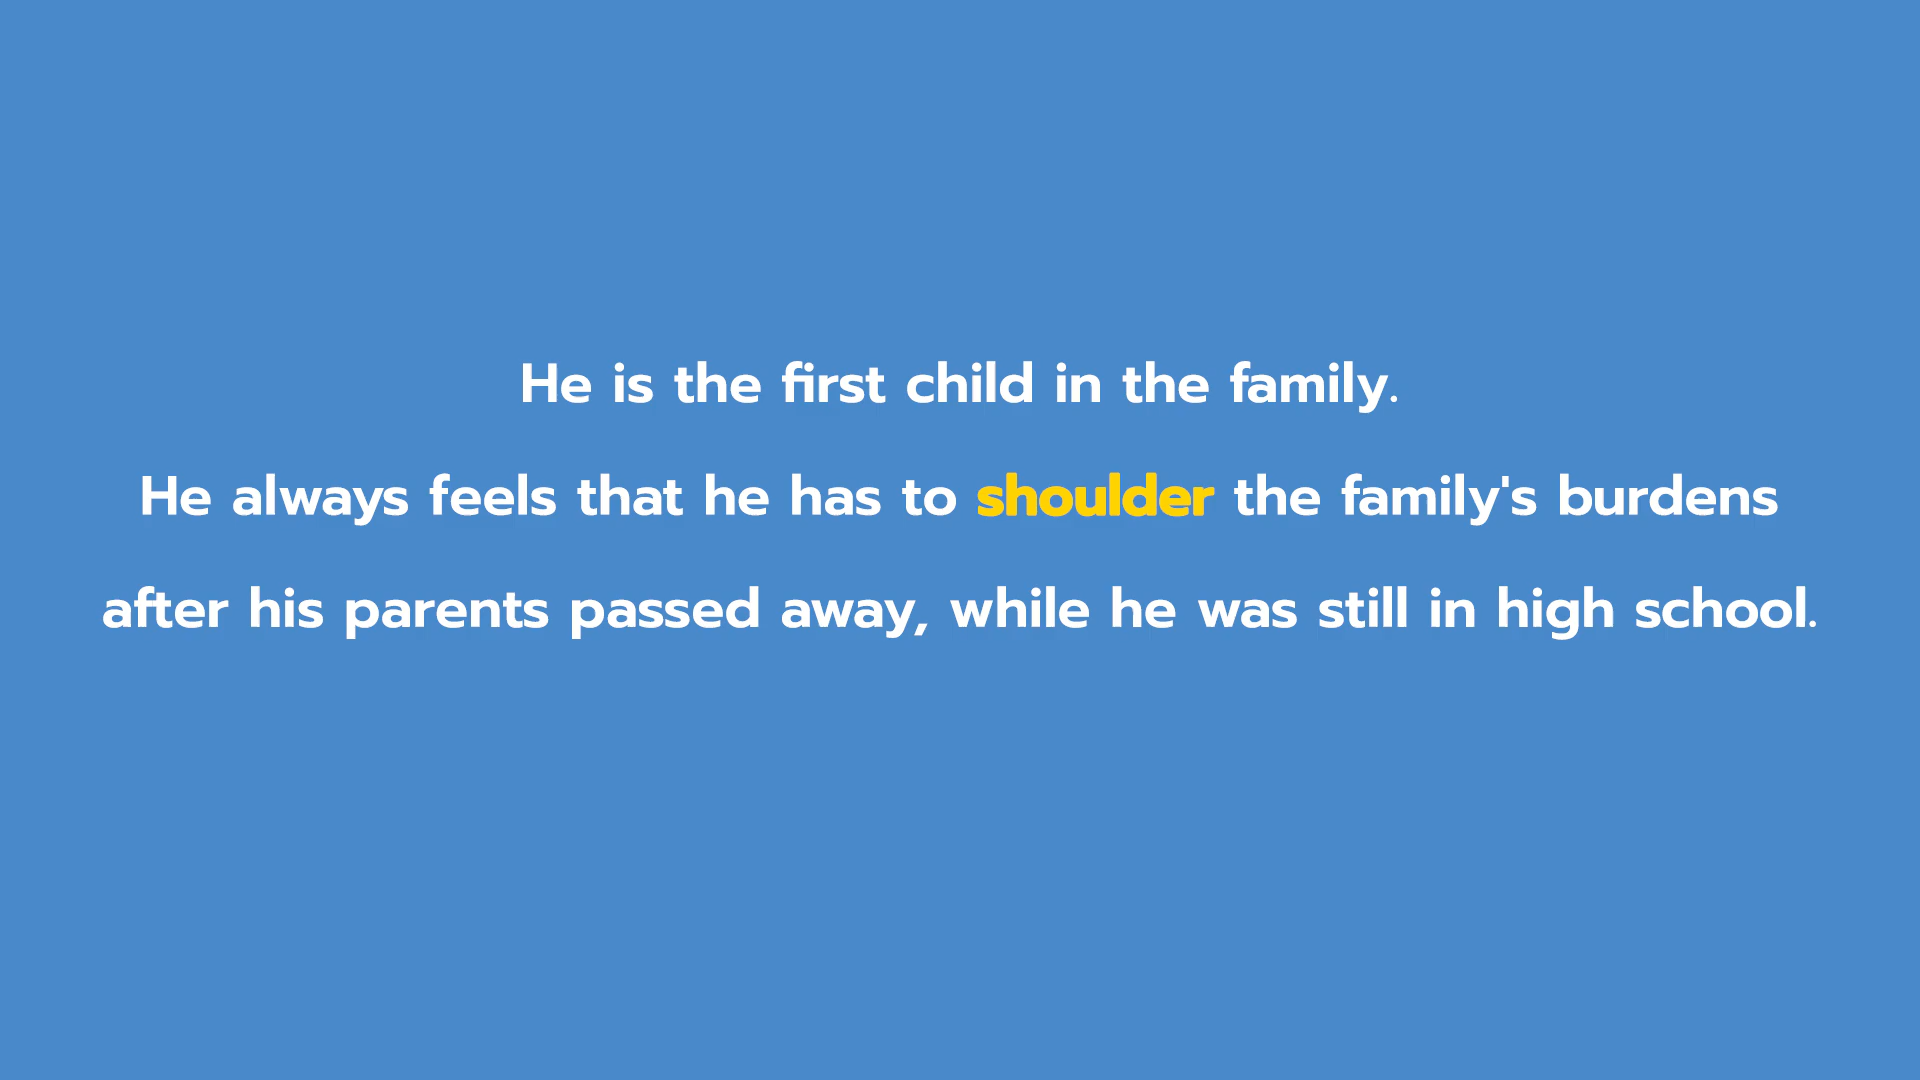 He is the first child in the family.
He always feels that he has to shoulder the family's burdens
after his parents passed away, while he was still in high school.